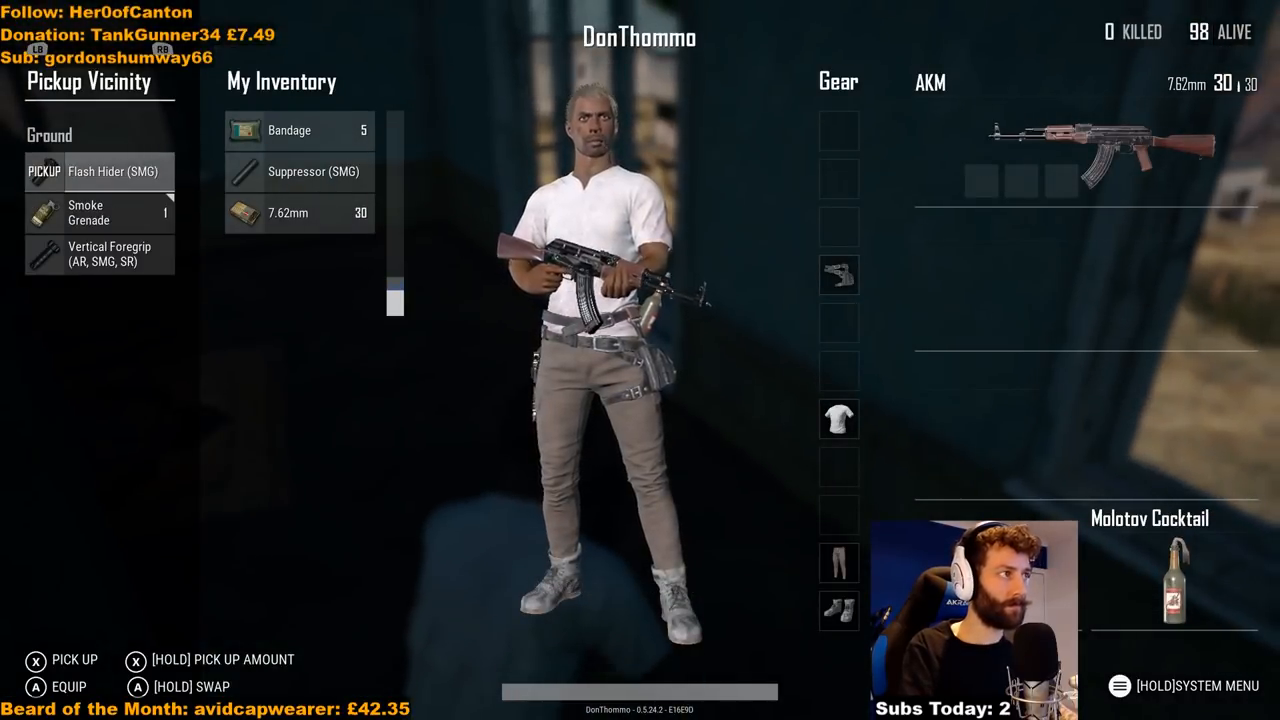 Follow: Her0fCanton
Donation: TankGunner34 £7.49
LB
RB
Sub: gordonshumway66
DonThommo
0 KILLED 98 ALIVE
Pickup Vicinity
Ground
PICKUP Flash Hider (SMG)
Smoke Grenade 1
Vertical Foregrip
(AR, SMG, SR)
My Inventory
Bandage 5
Suppressor (SMG)
7.62mm 30
Gear
AKM
7.62mm 30 | 30
Molotov Cocktail
X PICK UP
X [HOLD] PICK UP AMOUNT
A EQUIP
A [HOLD] SWAP
[HOLD]SYSTEM MENU
Beard of the Month: avidcapwearer: £42.35
DonThommo - 0.5.24.2 - E16E9D
Subs Today: 2